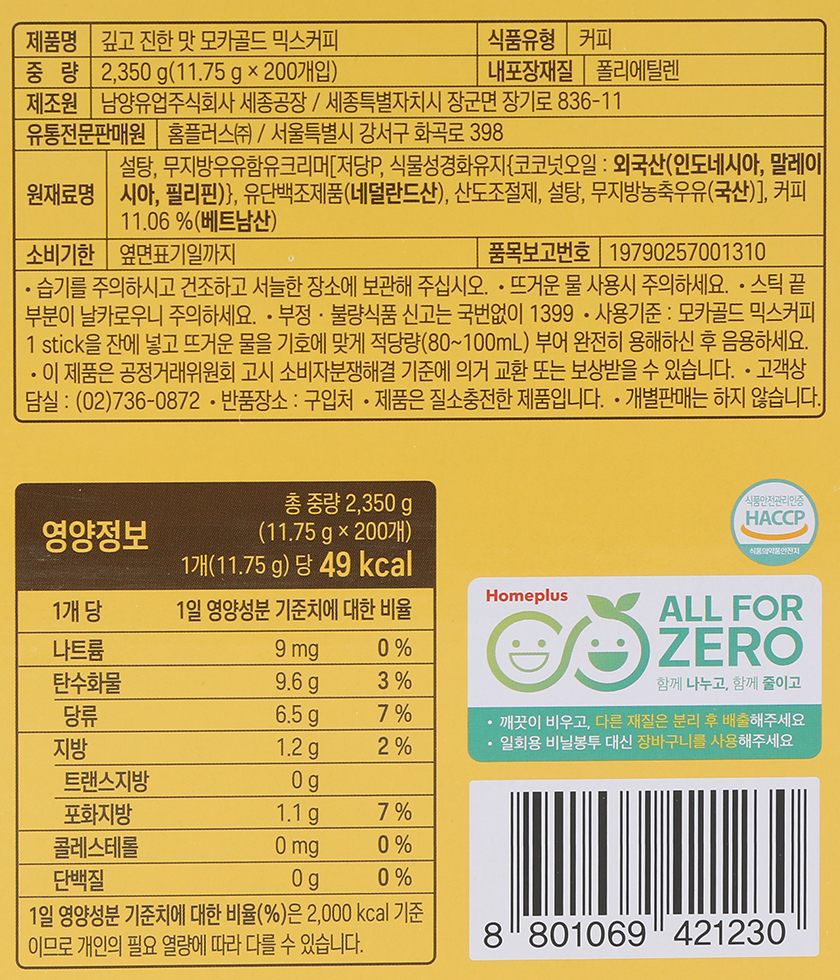 제품명 깊고 진한 맛 모카골드 믹스커피 식품유형 커피
중 량 2,350 g(11.75 g × 200개입) 내포장재질 폴리에틸렌
제조원 남양유업주식회사 세종공장 / 세종특별자치시 장군면 장기로 836-11
유통전문판매원 홈플러스㈜ / 서울특별시 강서구 화곡로 398
원재료명 설탕, 무지방우유함유크리머[저당P, 식물성경화유지{코코넛오일 : 외국산(인도네시아, 말레이
시아, 필리핀)}, 유단백조제품(네덜란드산), 산도조절제, 설탕, 무지방농축우유(국산)], 커피
11.06 %(베트남산)
소비기한 옆면표기일까지 품목보고번호 19790257001310
• 습기를 주의하시고 건조하고 서늘한 장소에 보관해 주십시오. • 뜨거운 물 사용시 주의하세요. • 스틱 끝
부분이 날카로우니 주의하세요. • 부정 · 불량식품 신고는 국번없이 1399 • 사용기준 : 모카골드 믹스커피
1 stick을 잔에 넣고 뜨거운 물을 기호에 맞게 적당량(80~100mL) 부어 완전히 용해하신 후 음용하세요.
• 이 제품은 공정거래위원회 고시 소비자분쟁해결 기준에 의거 교환 또는 보상받을 수 있습니다. • 고객상
담실 : (02)736-0872 • 반품장소 : 구입처 • 제품은 질소충전한 제품입니다. • 개별판매는 하지 않습니다.
영양정보
총 중량 2,350 g
(11.75 g × 200개)
1개(11.75 g) 당 49 kcal
1개 당 1일 영양성분 기준치에 대한 비율
나트륨 9 mg 0 %
탄수화물 9.6 g 3 %
당류 6.5 g 7 %
지방 1.2 g 2 %
트랜스지방 0 g
포화지방 1.1 g 7 %
콜레스테롤 0 mg 0 %
단백질 0 g 0 %
1일 영양성분 기준치에 대한 비율(%)은 2,000 kcal 기준
이므로 개인의 필요 열량에 따라 다를 수 있습니다.
식품안전관리인증
HACCP
식품의약품안전처
Homeplus
ALL FOR
ZERO
함께 나누고, 함께 줄이고
• 깨끗이 비우고, 다른 재질은 분리 후 배출해주세요
• 일회용 비닐봉투 대신 장바구니를 사용해주세요
8 801069 421230